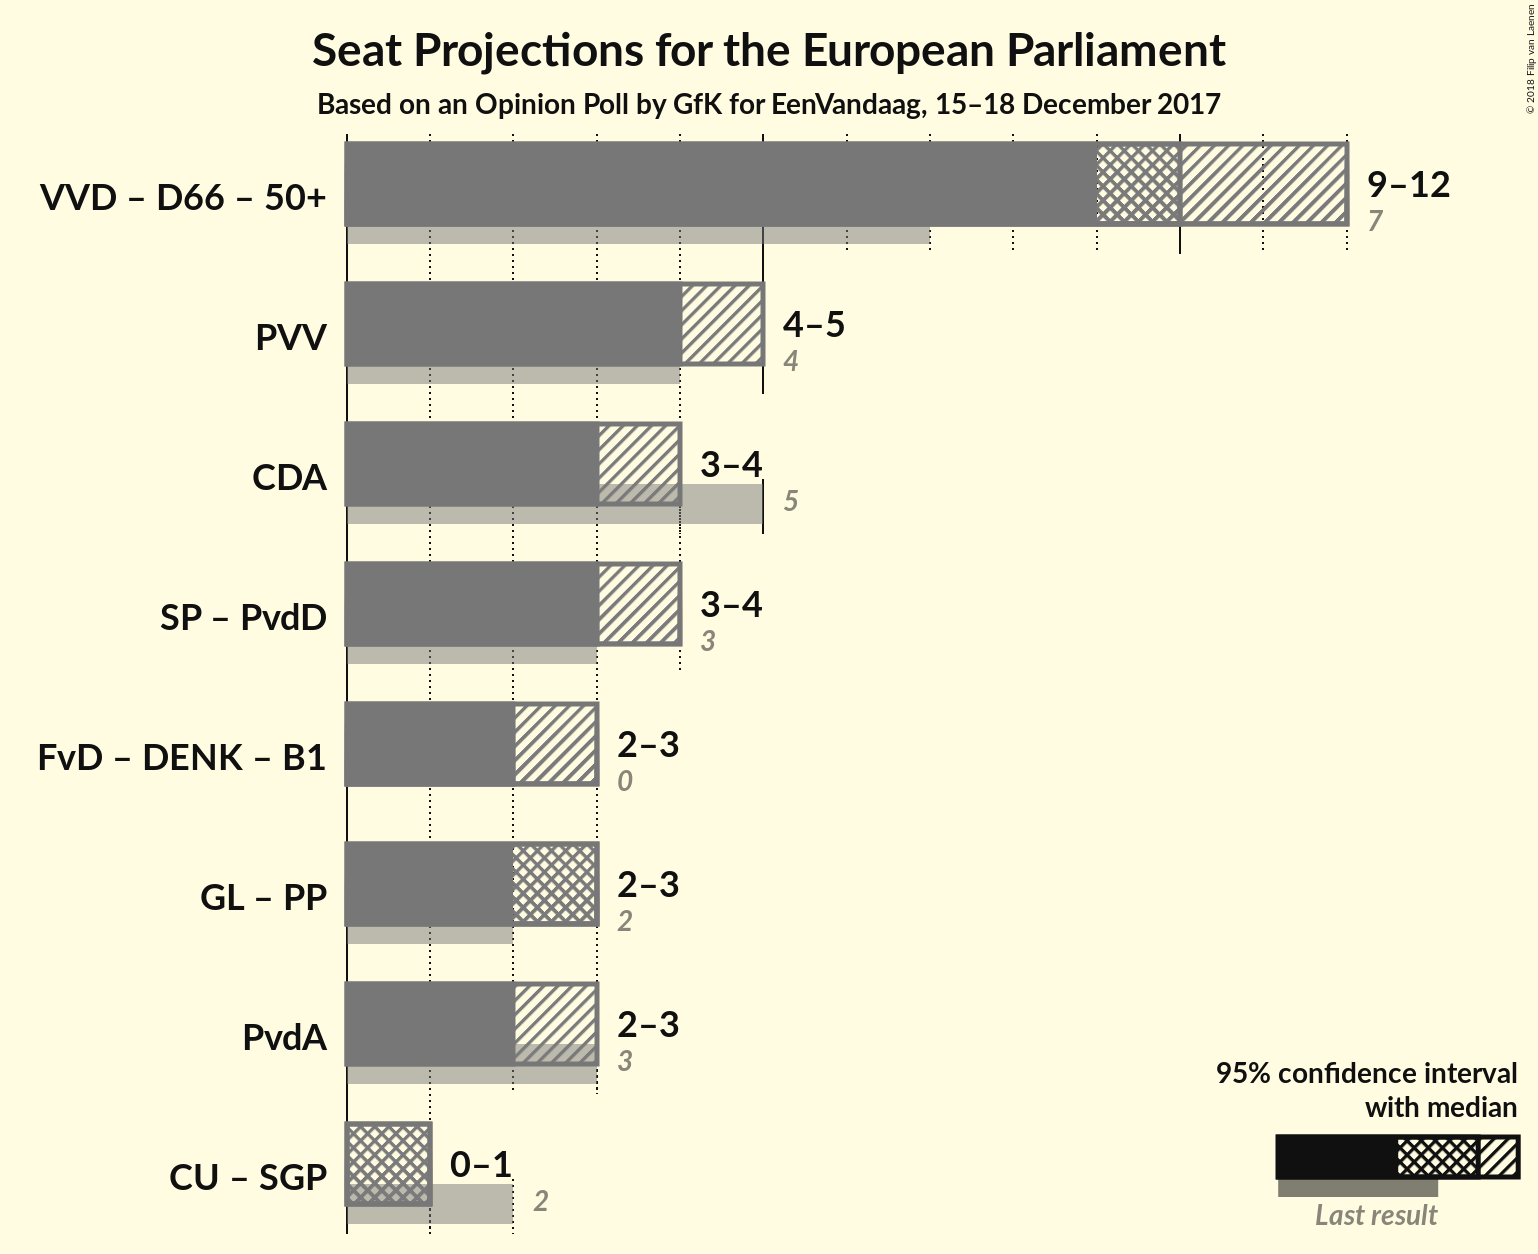 Seat Projections for the European Parliament
Based on an Opinion Poll by GfK for EenVandaag, 15–18 December 2017
© 2018 Filip van Laenen
VVD – D66 – 50+
9–12
7
PVV
4–5
4
CDA
3–4
5
SP – PvdD
3–4
3
FvD – DENK – B1
2–3
0
GL – PP
2–3
2
PvdA
2–3
3
CU – SGP
0–1
2
95% confidence interval
with median
Last result